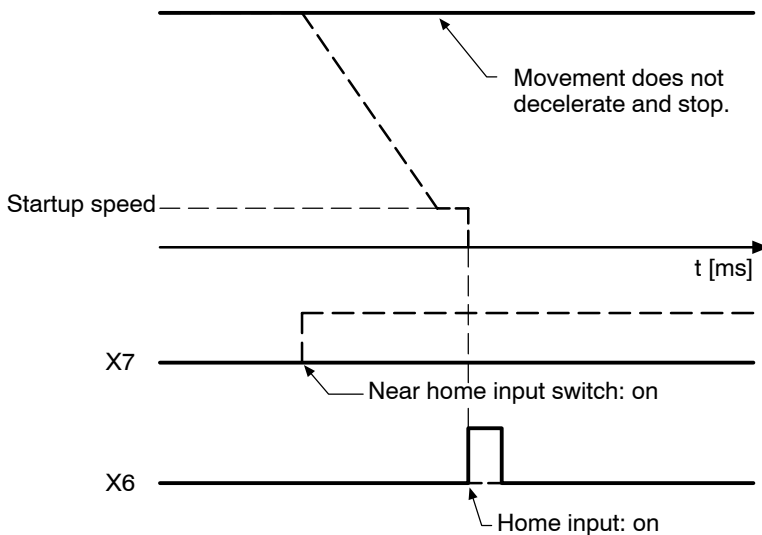 Movement does not
decelerate and stop.
Startup speed
t [ms]
X7
Near home input switch: on
X6
Home input: on